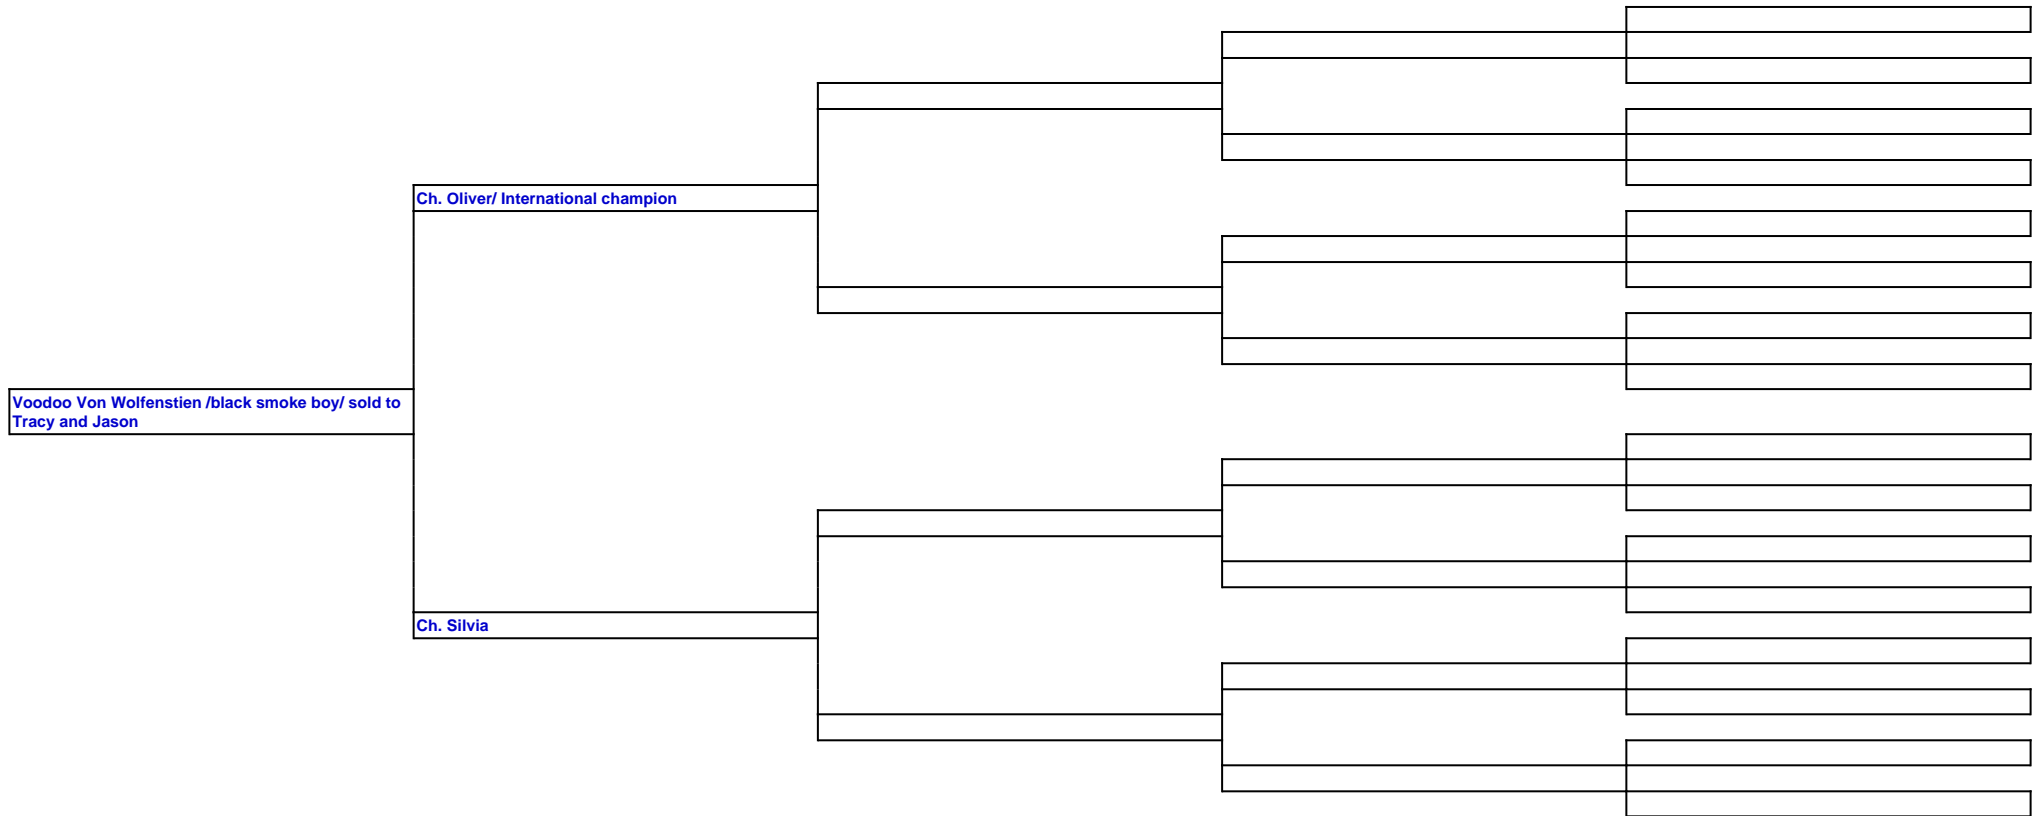 Ch. Oliver/ International champion
Voodoo Von Wolfenstien /black smoke boy/ sold to
Tracy and Jason
Ch. Silvia